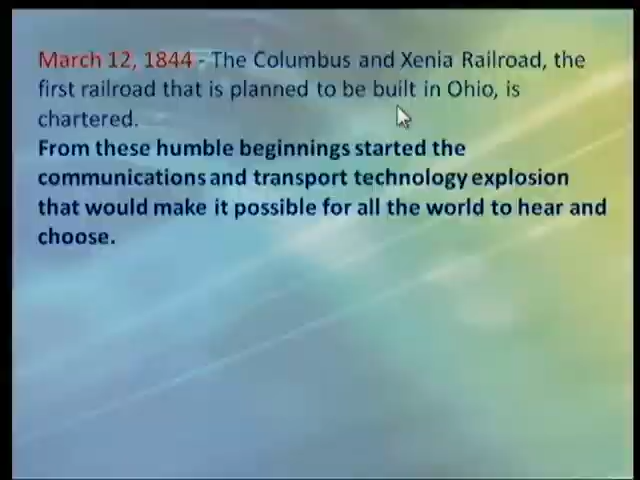 March 12, 1844 - The Columbus and Xenia Railroad, the
first railroad that is planned to be built in Ohio, is
chartered.
From these humble beginnings started the
communications and transport technology explosion
that would make it possible for all the world to hear and
choose.